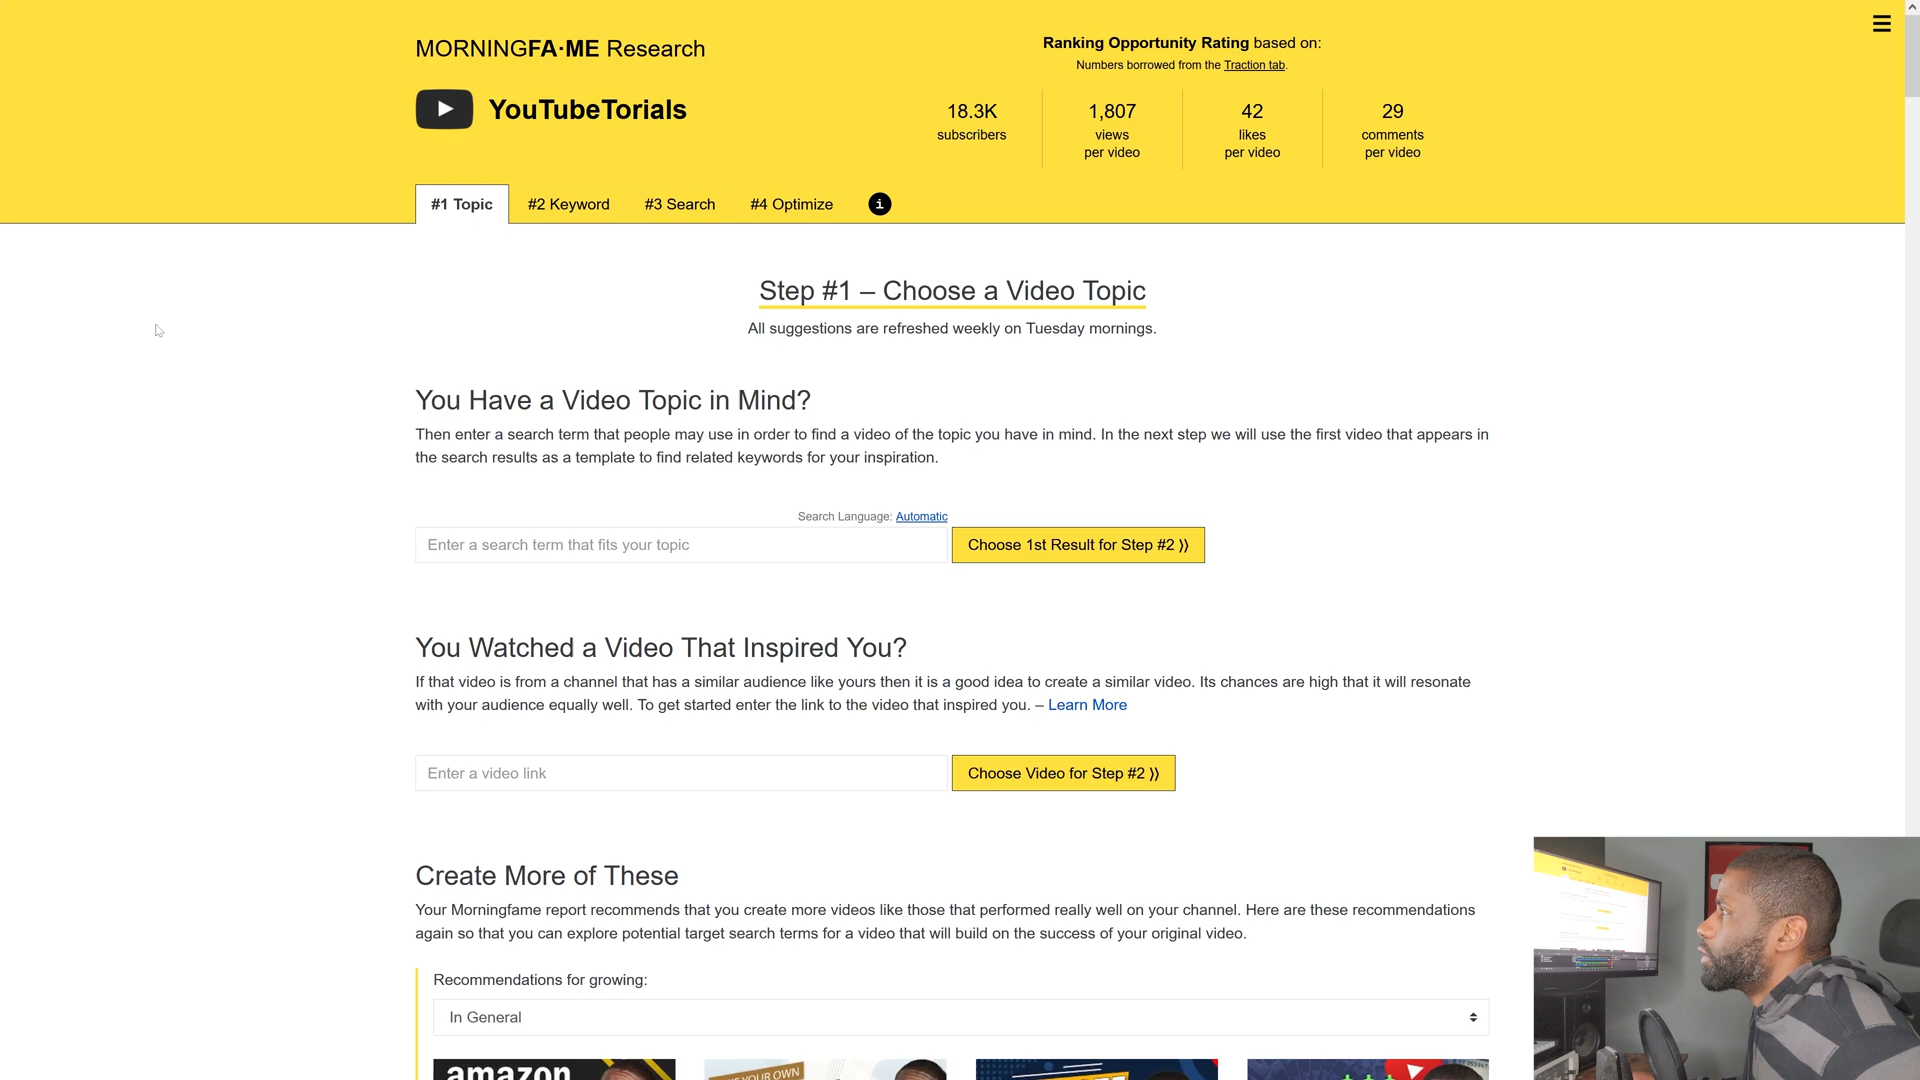 MORNINGFA·ME Research
Ranking Opportunity Rating based on:
Numbers borrowed from the Traction tab.
YouTubeTorials
18.3K
subscribers
1,807
views
per video
42
likes
per video
29
comments
per video
#1 Topic
#2 Keyword
#3 Search
#4 Optimize
i
Step #1 – Choose a Video Topic
All suggestions are refreshed weekly on Tuesday mornings.
You Have a Video Topic in Mind?
Then enter a search term that people may use in order to find a video of the topic you have in mind. In the next step we will use the first video that appears in
the search results as a template to find related keywords for your inspiration.
Search Language: Automatic
Enter a search term that fits your topic
Choose 1st Result for Step #2 ⟩⟩
You Watched a Video That Inspired You?
If that video is from a channel that has a similar audience like yours then it is a good idea to create a similar video. Its chances are high that it will resonate
with your audience equally well. To get started enter the link to the video that inspired you. – Learn More
Enter a video link
Choose Video for Step #2 ⟩⟩
Create More of These
Your Morningfame report recommends that you create more videos like those that performed really well on your channel. Here are these recommendations
again so that you can explore potential target search terms for a video that will build on the success of your original video.
Recommendations for growing:
In General
amazon
YOUR OWN